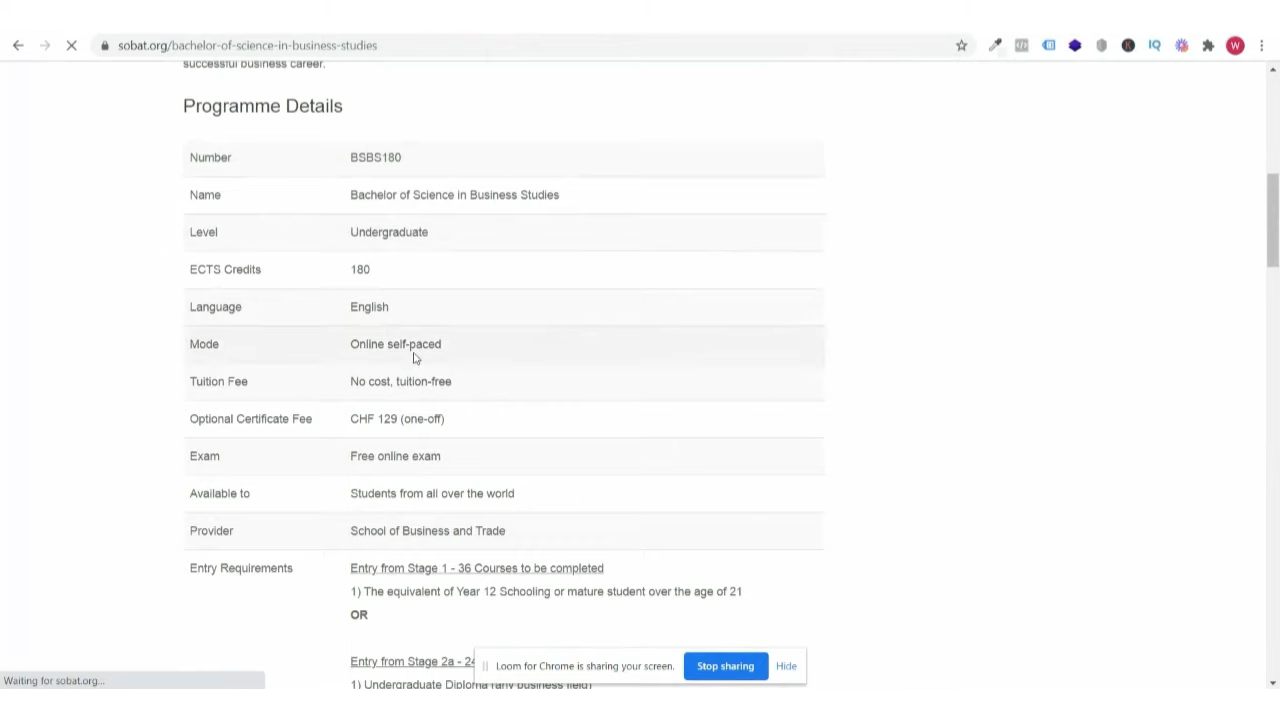 sobat.org/bachelor-of-science-in-business-studies
IQ
W
successful business career.
Programme Details
Number BSBS180
Name Bachelor of Science in Business Studies
Level Undergraduate
ECTS Credits 180
Language English
Mode Online self-paced
Tuition Fee No cost, tuition-free
Optional Certificate Fee CHF 129 (one-off)
Exam Free online exam
Available to Students from all over the world
Provider School of Business and Trade
Entry Requirements Entry from Stage 1 - 36 Courses to be completed
1) The equivalent of Year 12 Schooling or mature student over the age of 21
OR
Entry from Stage 2a - 24
1) Undergraduate Diploma (any business field)
Loom for Chrome is sharing your screen. Stop sharing Hide
Waiting for sobat.org...